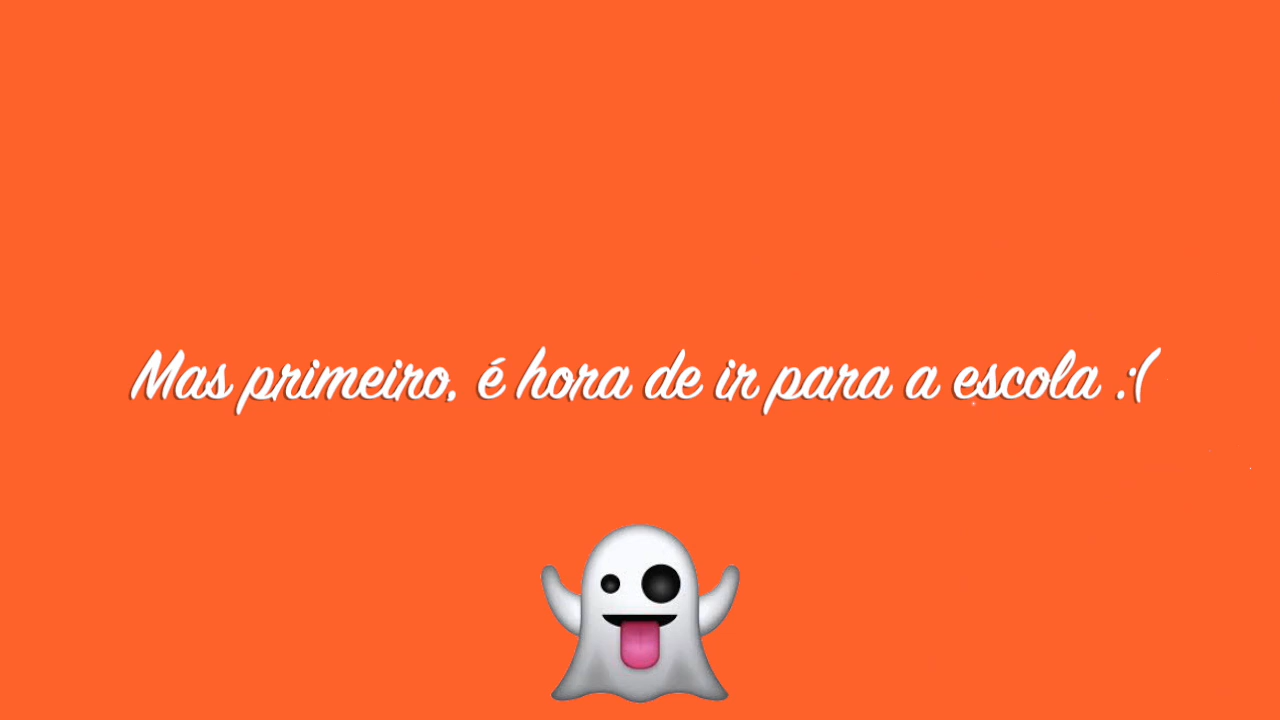 Mas primeiro, é hora de ir para a escola :(